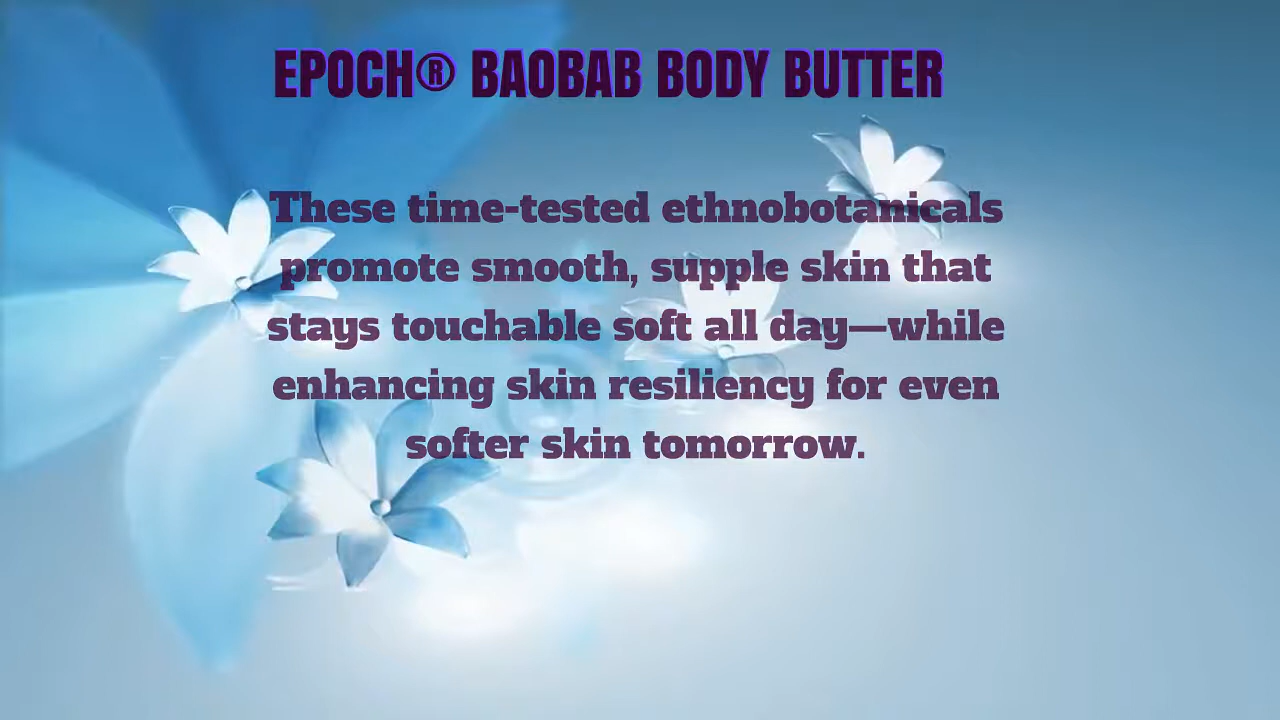 EPOCH® BAOBAB BODY BUTTER
These time-tested ethnobotanicals
promote smooth, supple skin that
stays touchable soft all day—while
enhancing skin resiliency for even
softer skin tomorrow.